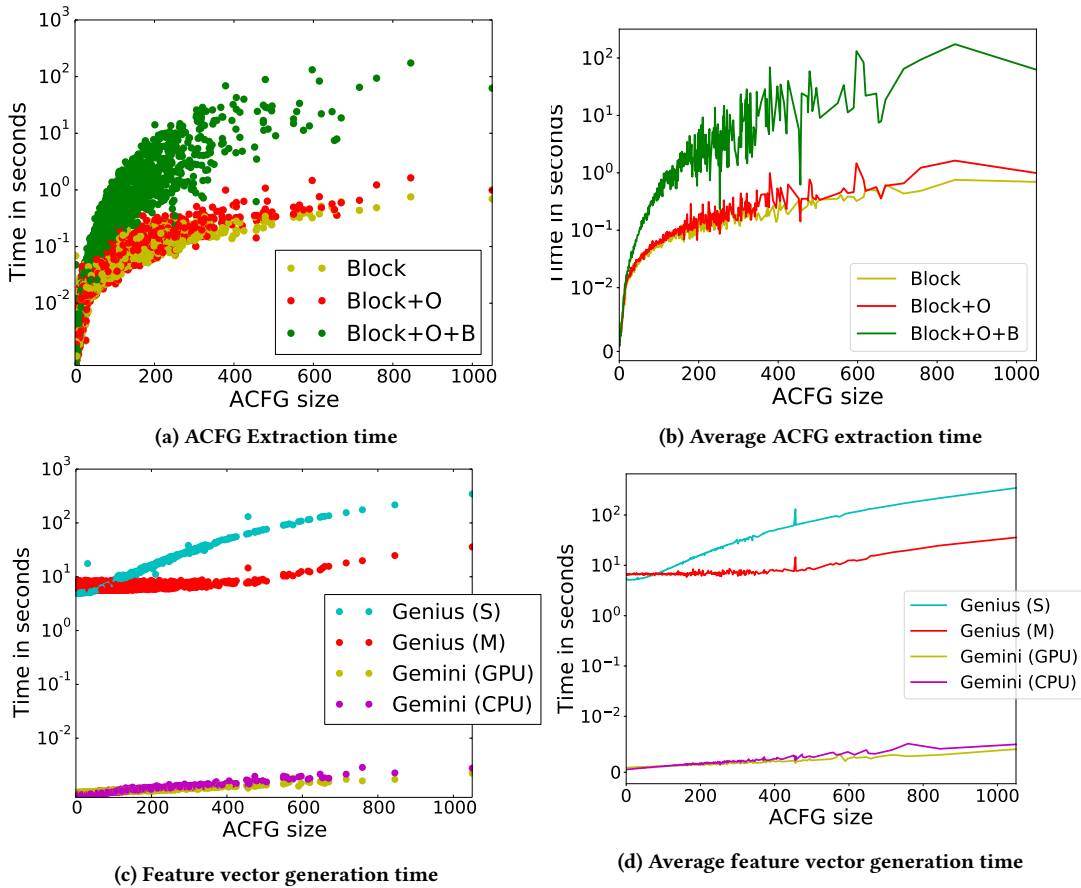 10³
10²
10¹
10⁰
10⁻¹
10⁻²
Time in seconds
0 200 400 600 800 1000
ACFG size
Block
Block+O
Block+O+B
(a) ACFG Extraction time
10²
10¹
10⁰
10⁻¹
10⁻²
0
Time in seconds
0 200 400 600 800 1000
ACFG size
Block
Block+O
Block+O+B
(b) Average ACFG extraction time
10³
10²
10¹
10⁰
10⁻¹
10⁻²
Time in seconds
0 200 400 600 800 1000
ACFG size
Genius (S)
Genius (M)
Gemini (GPU)
Gemini (CPU)
(c) Feature vector generation time
10²
10¹
10⁰
10⁻¹
10⁻²
0
Time in seconds
0 200 400 600 800 1000
ACFG size
Genius (S)
Genius (M)
Gemini (GPU)
Gemini (CPU)
(d) Average feature vector generation time